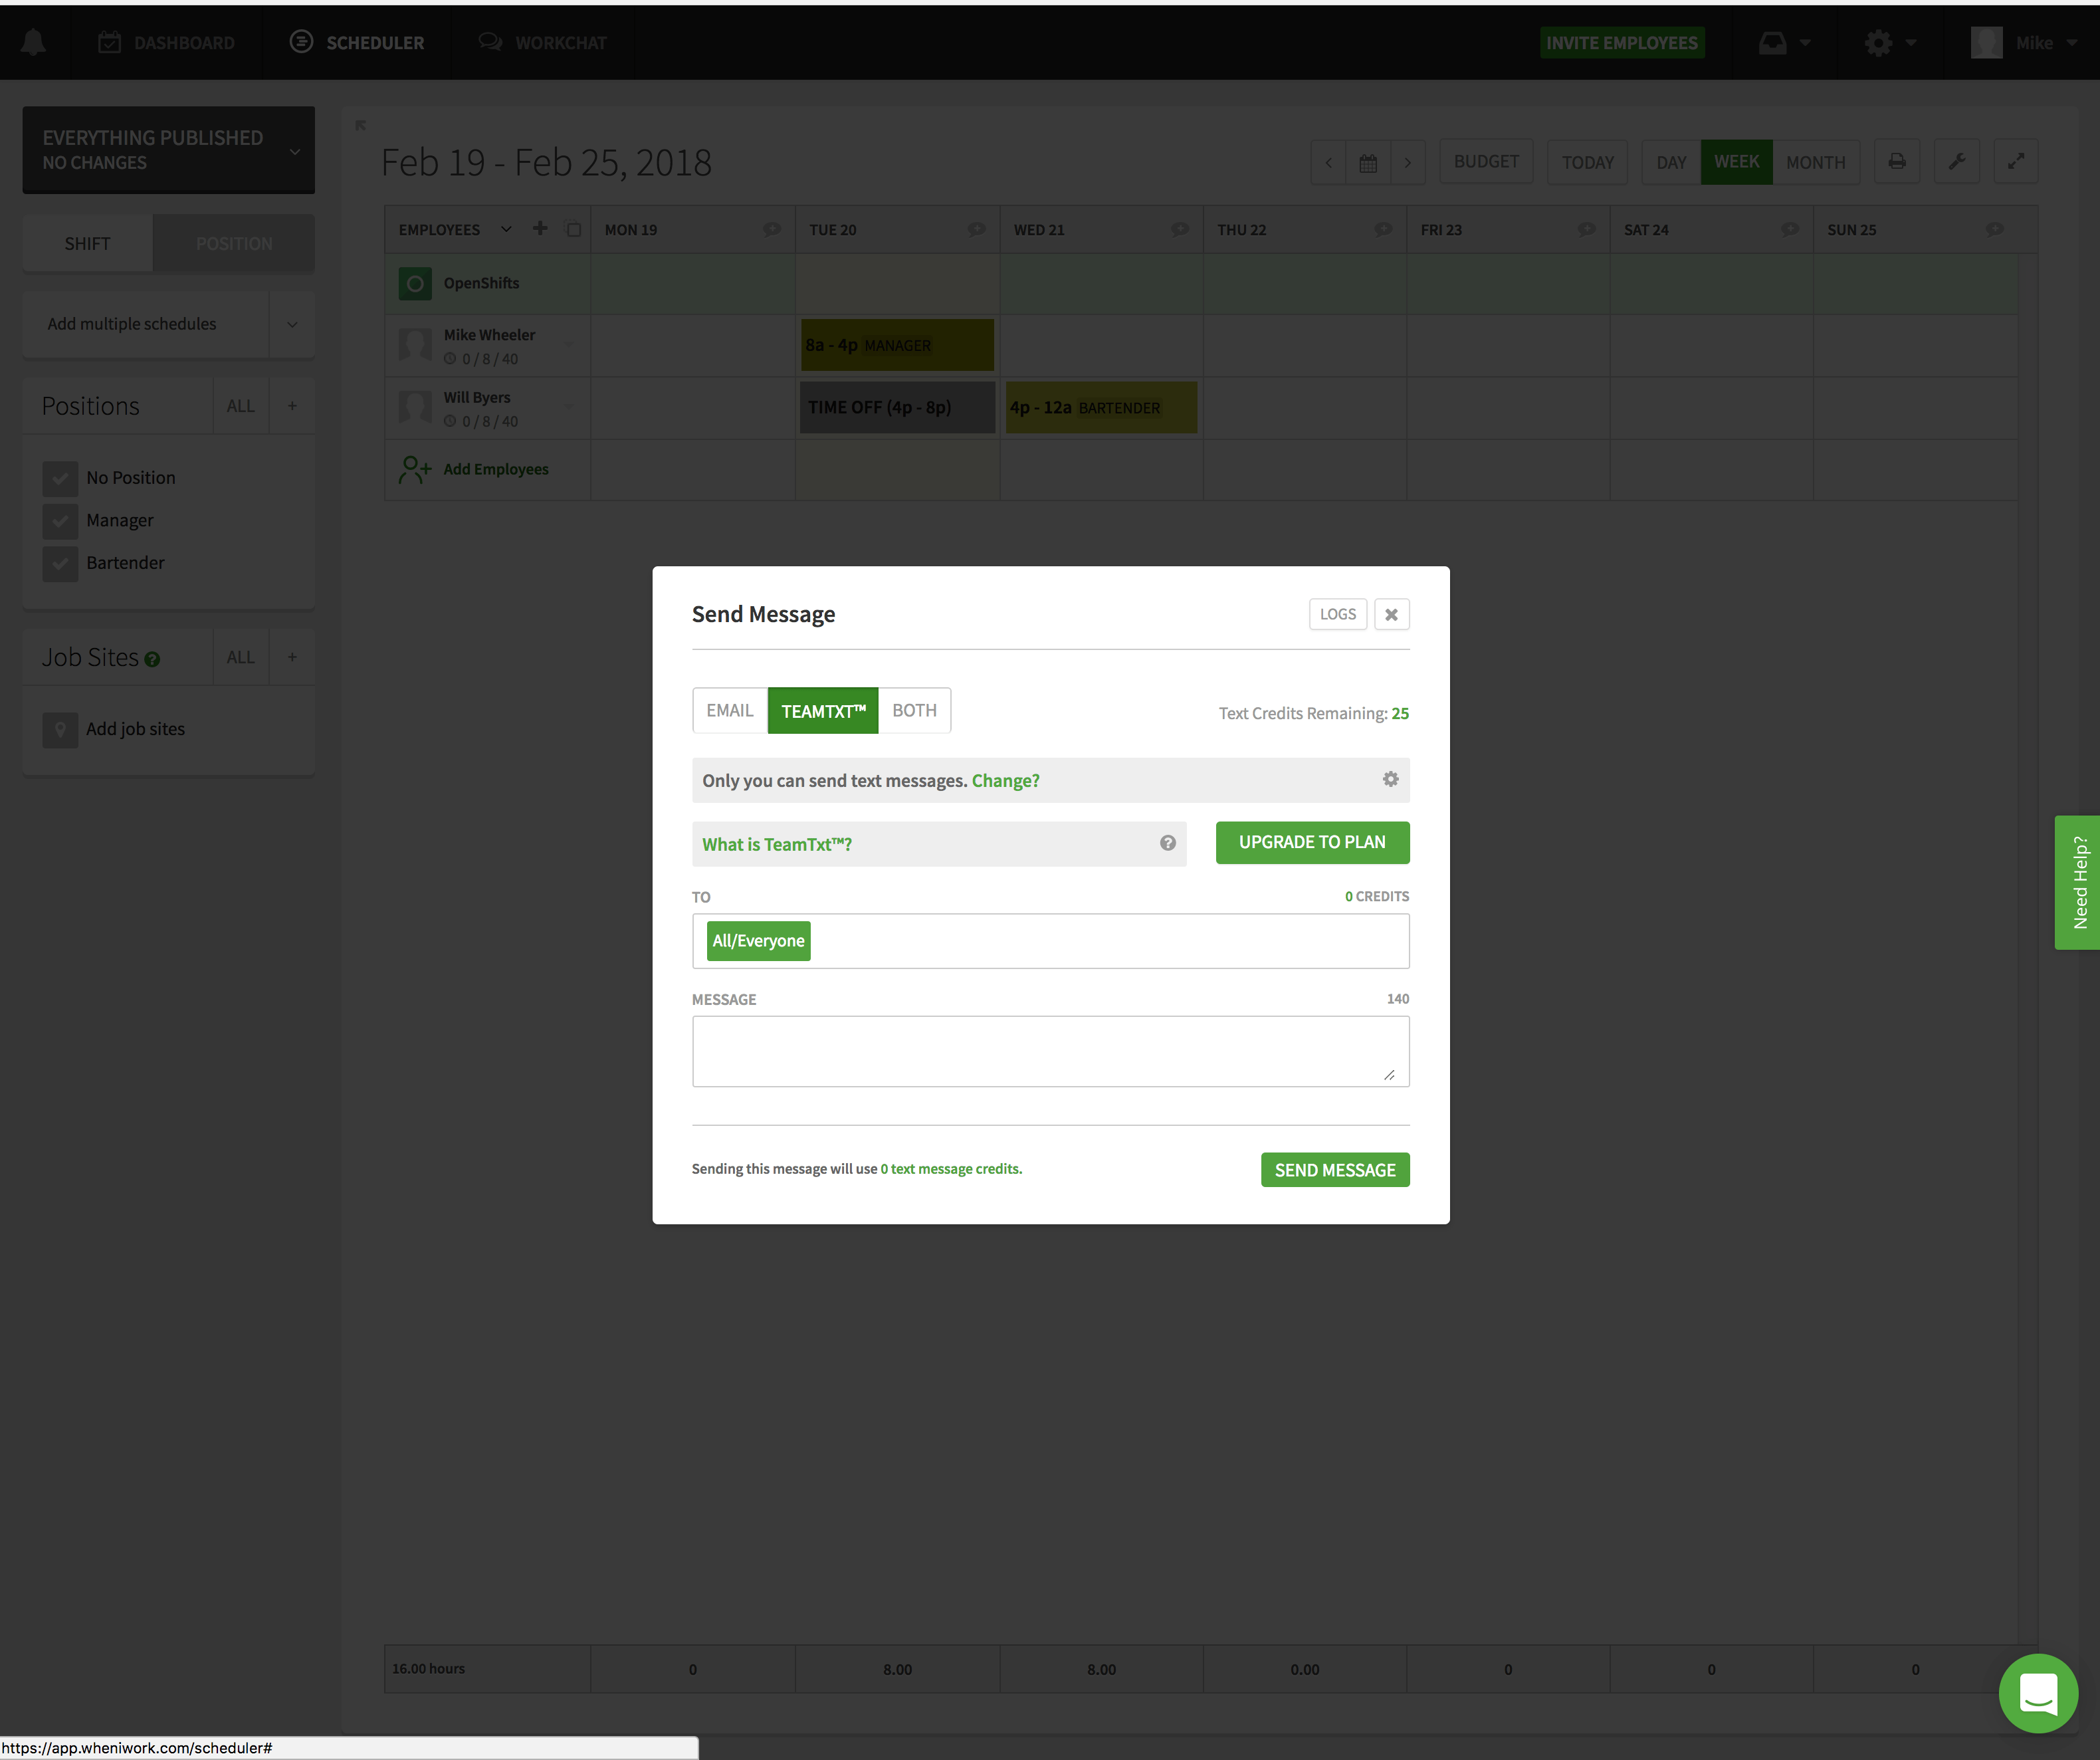 DASHBOARD
SCHEDULER
WORKCHAT
INVITE EMPLOYEES
Mike
EVERYTHING PUBLISHED
NO CHANGES
Feb 19 - Feb 25, 2018
BUDGET
TODAY
DAY
WEEK
MONTH
SHIFT
POSITION
Add multiple schedules
Positions
ALL
+
No Position
Manager
Bartender
Job Sites
ALL
+
Add job sites
EMPLOYEES
MON 19
TUE 20
WED 21
THU 22
FRI 23
SAT 24
SUN 25
OpenShifts
Mike Wheeler
0 / 8 / 40
8a - 4p MANAGER
Will Byers
0 / 8 / 40
TIME OFF (4p - 8p)
4p - 12a BARTENDER
Add Employees
Send Message
LOGS
EMAIL
TEAMTXT™
BOTH
Text Credits Remaining: 25
Only you can send text messages. Change?
What is TeamTxt™?
UPGRADE TO PLAN
TO
0 CREDITS
All/Everyone
MESSAGE
140
Sending this message will use 0 text message credits.
SEND MESSAGE
Need Help?
16.00 hours
0
8.00
8.00
0.00
0
0
0
https://app.wheniwork.com/scheduler#